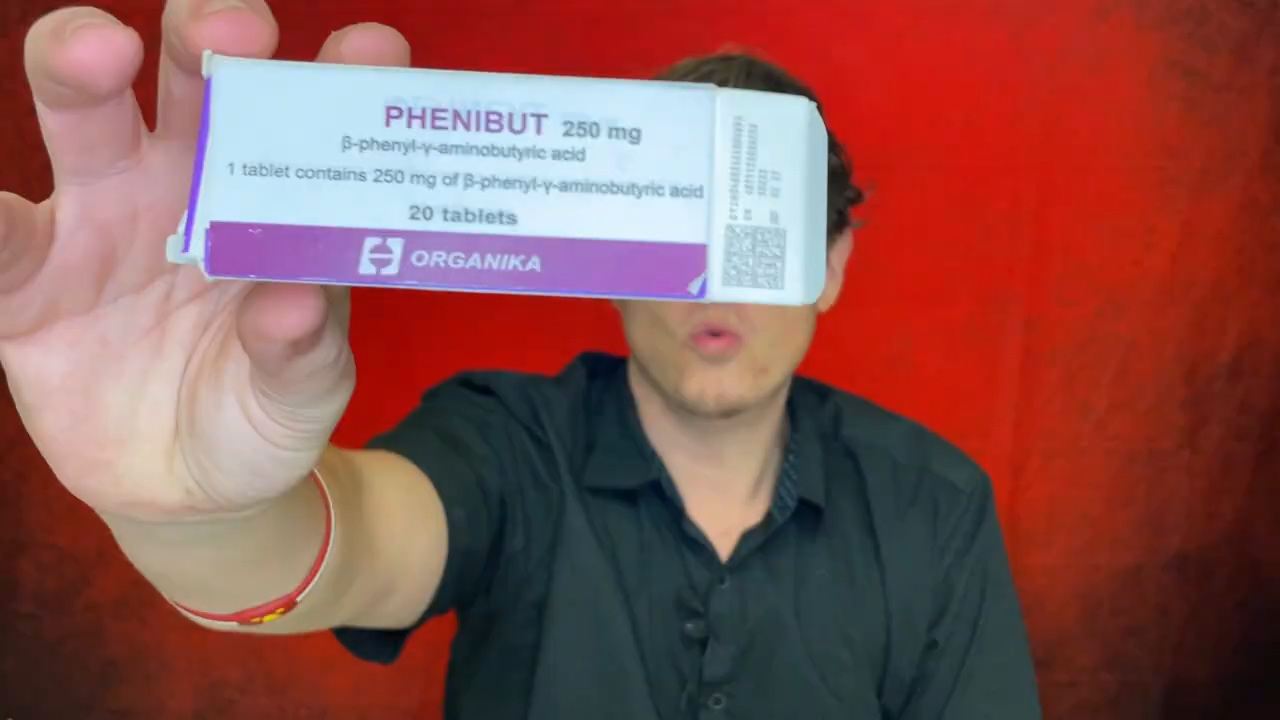 PHENIBUT 250 mg
β-phenyl-γ-aminobutyric acid
1 tablet contains 250 mg of β-phenyl-γ-aminobutyric acid
20 tablets
ORGANIKA